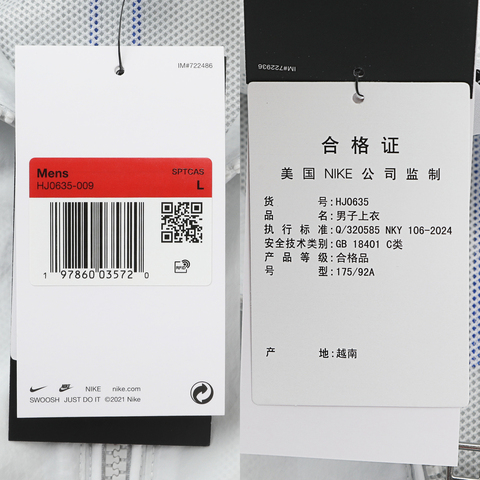 IM#722486
Mens
SPTCAS
HJ0635-009
L
1 97860 03572 0
RFID
NIKE nike.com
SWOOSH JUST DO IT ©2021 Nike
IM#722936
合格证
美国 NIKE 公司监制
货号:HJ0635
品名:男子上衣
执行标准:Q/320585 NKY 106-2024
安全技术类别:GB 18401 C类
产品等级:合格品
号型:175/92A
产地:越南